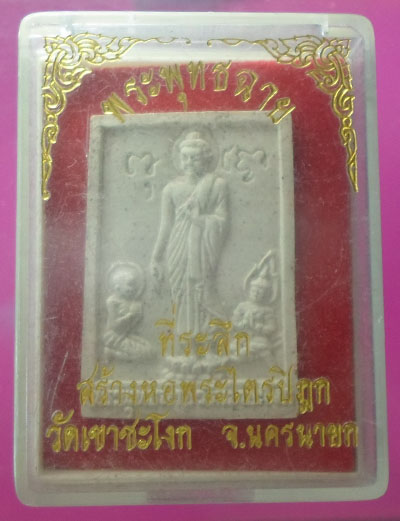 พระพุทธฉาย
ที่ระลึก
สร้างหอพระไตรปิฎก
วัดเขาชะโงก จ.นครนายก